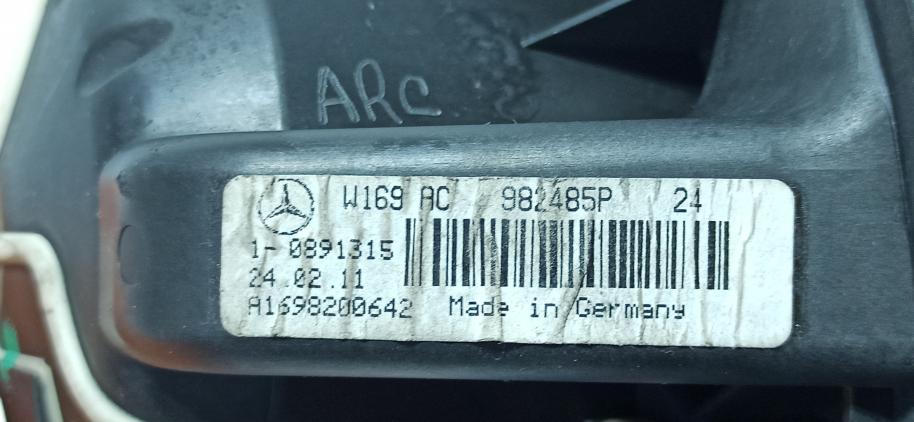 ARC
W169 AC 982485P 24
1-0891315
24.02.11
A1698200642 Made in Germany